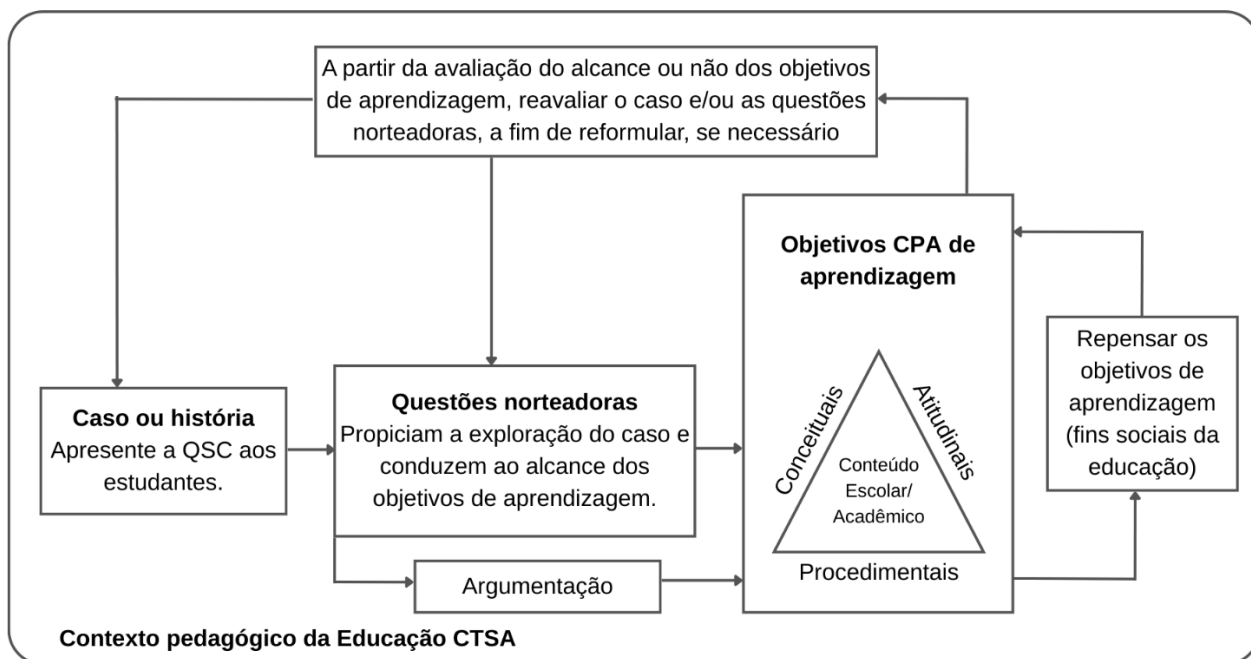 A partir da avaliação do alcance ou não dos objetivos
de aprendizagem, reavaliar o caso e/ou as questões
norteadoras, a fim de reformular, se necessário
Caso ou história
Apresente a QSC aos
estudantes.
Questões norteadoras
Propiciam a exploração do caso e
conduzem ao alcance dos
objetivos de aprendizagem.
Argumentação
Objetivos CPA de
aprendizagem
Conceituais
Atitudinais
Conteúdo
Escolar/
Acadêmico
Procedimentais
Repensar os
objetivos de
aprendizagem
(fins sociais da
educação)
Contexto pedagógico da Educação CTSA